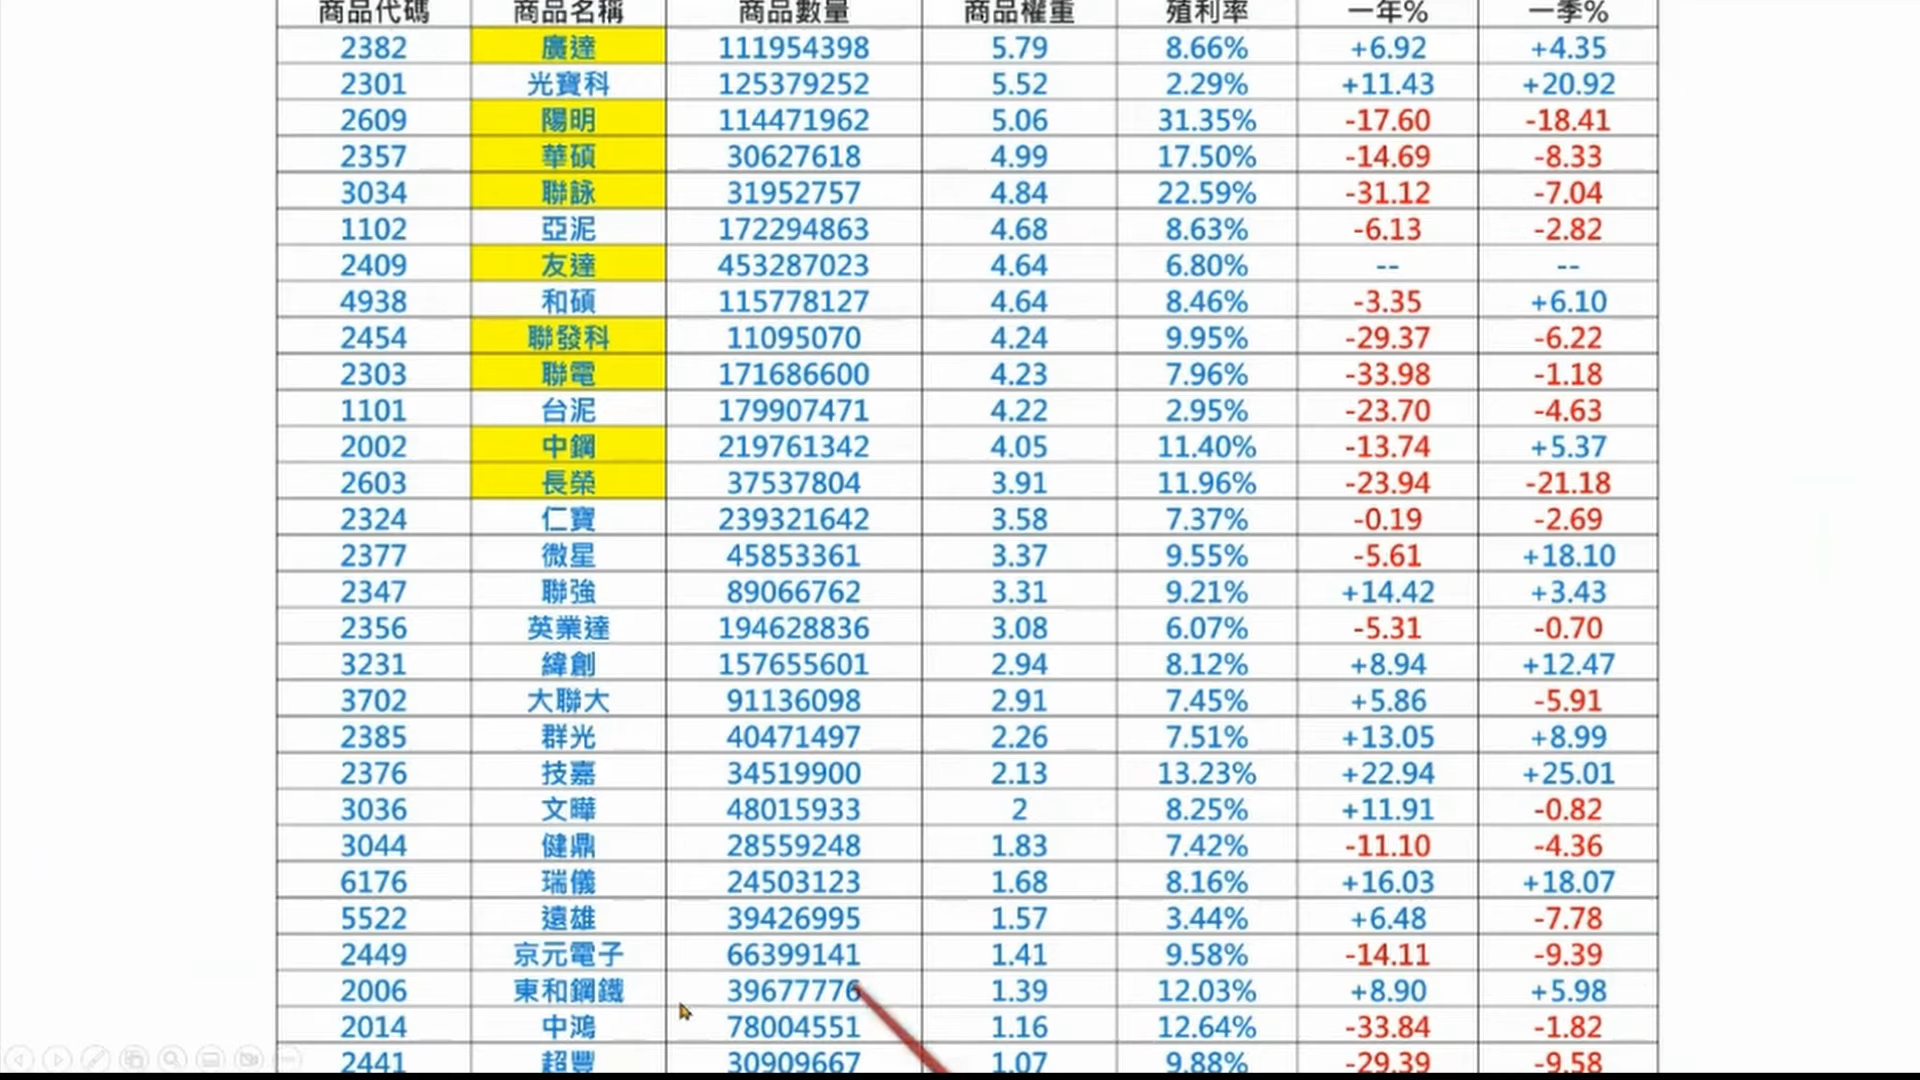 商品代碼 商品名稱 商品數量 商品權重 殖利率 一年% 一季%
2382 廣達 111954398 5.79 8.66% +6.92 +4.35
2301 光寶科 125379252 5.52 2.29% +11.43 +20.92
2609 陽明 114471962 5.06 31.35% -17.60 -18.41
2357 華碩 30627618 4.99 17.50% -14.69 -8.33
3034 聯詠 31952757 4.84 22.59% -31.12 -7.04
1102 亞泥 172294863 4.68 8.63% -6.13 -2.82
2409 友達 453287023 4.64 6.80% -- --
4938 和碩 115778127 4.64 8.46% -3.35 +6.10
2454 聯發科 11095070 4.24 9.95% -29.37 -6.22
2303 聯電 171686600 4.23 7.96% -33.98 -1.18
1101 台泥 179907471 4.22 2.95% -23.70 -4.63
2002 中鋼 219761342 4.05 11.40% -13.74 +5.37
2603 長榮 37537804 3.91 11.96% -23.94 -21.18
2324 仁寶 239321642 3.58 7.37% -0.19 -2.69
2377 微星 45853361 3.37 9.55% -5.61 +18.10
2347 聯強 89066762 3.31 9.21% +14.42 +3.43
2356 英業達 194628836 3.08 6.07% -5.31 -0.70
3231 緯創 157655601 2.94 8.12% +8.94 +12.47
3702 大聯大 91136098 2.91 7.45% +5.86 -5.91
2385 群光 40471497 2.26 7.51% +13.05 +8.99
2376 技嘉 34519900 2.13 13.23% +22.94 +25.01
3036 文曄 48015933 2 8.25% +11.91 -0.82
3044 健鼎 28559248 1.83 7.42% -11.10 -4.36
6176 瑞儀 24503123 1.68 8.16% +16.03 +18.07
5522 遠雄 39426995 1.57 3.44% +6.48 -7.78
2449 京元電子 66399141 1.41 9.58% -14.11 -9.39
2006 東和鋼鐵 39677776 1.39 12.03% +8.90 +5.98
2014 中鴻 78004551 1.16 12.64% -33.84 -1.82
2441 超豐 30909667 1.07 9.88% -29.39 -9.58